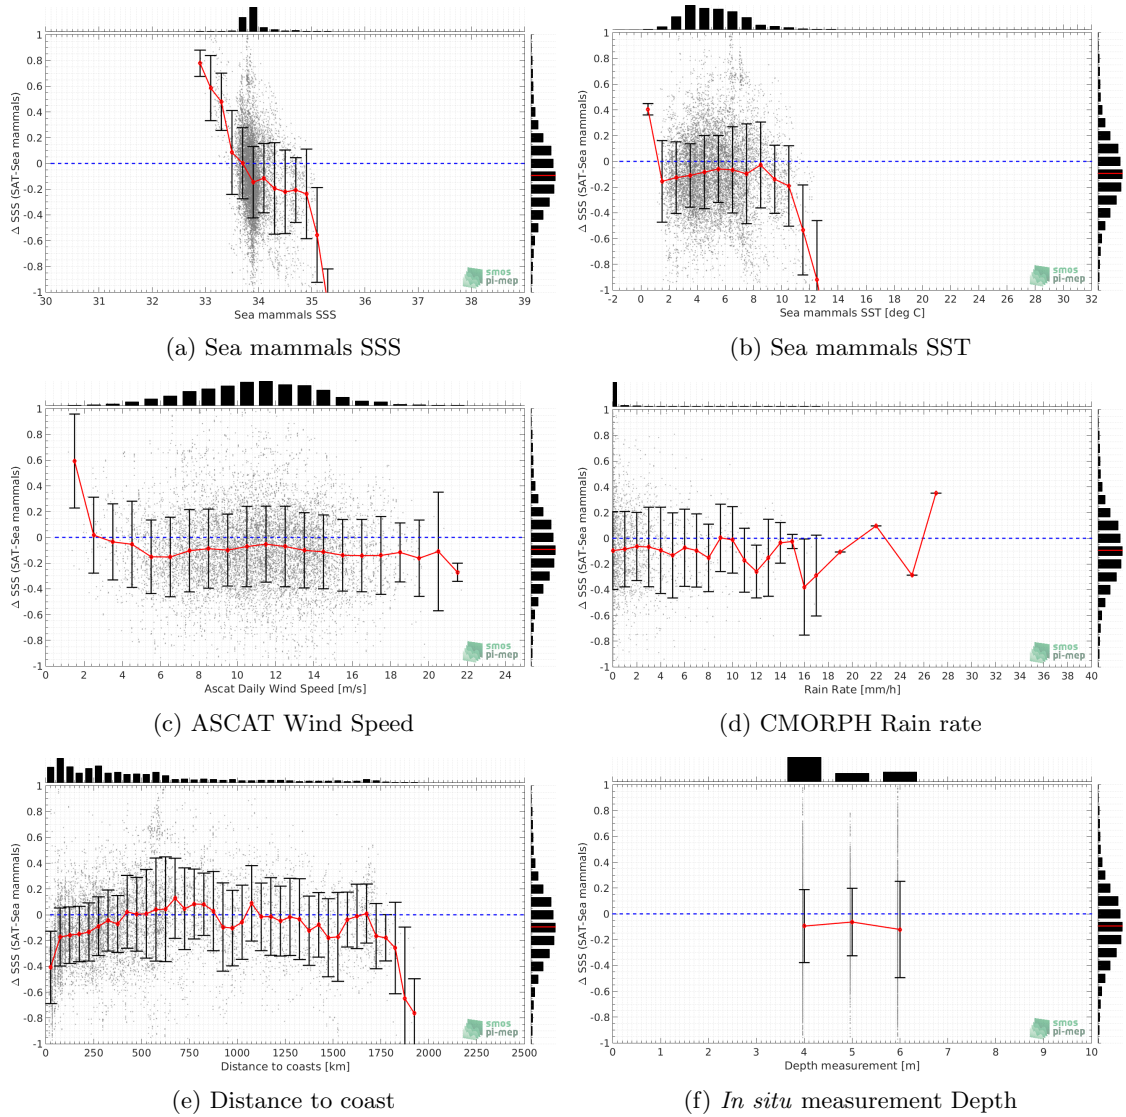 1
0.8
0.6
0.4
0.2
0
-0.2
-0.4
-0.6
-0.8
-1
Δ SSS (SAT-Sea mammals)
30 31 32 33 34 35 36 37 38 39
Sea mammals SSS
smos
pi-mep
(a) Sea mammals SSS
1
0.8
0.6
0.4
0.2
0
-0.2
-0.4
-0.6
-0.8
-1
Δ SSS (SAT-Sea mammals)
-2 0 2 4 6 8 10 12 14 16 18 20 22 24 26 28 30 32
Sea mammals SST [deg C]
smos
pi-mep
(b) Sea mammals SST
1
0.8
0.6
0.4
0.2
0
-0.2
-0.4
-0.6
-0.8
-1
Δ SSS (SAT-Sea mammals)
0 2 4 6 8 10 12 14 16 18 20 22 24
Ascat Daily Wind Speed [m/s]
smos
pi-mep
(c) ASCAT Wind Speed
1
0.8
0.6
0.4
0.2
0
-0.2
-0.4
-0.6
-0.8
-1
Δ SSS (SAT-Sea mammals)
0 2 4 6 8 10 12 14 16 18 20 22 24 26 28 30 32 34 36 38 40
Rain Rate [mm/h]
smos
pi-mep
(d) CMORPH Rain rate
1
0.8
0.6
0.4
0.2
0
-0.2
-0.4
-0.6
-0.8
-1
Δ SSS (SAT-Sea mammals)
0 250 500 750 1000 1250 1500 1750 2000 2250 2500
Distance to coasts [km]
smos
pi-mep
(e) Distance to coast
1
0.8
0.6
0.4
0.2
0
-0.2
-0.4
-0.6
-0.8
-1
Δ SSS (SAT-Sea mammals)
0 1 2 3 4 5 6 7 8 9 10
Depth measurement [m]
smos
pi-mep
(f) In situ measurement Depth